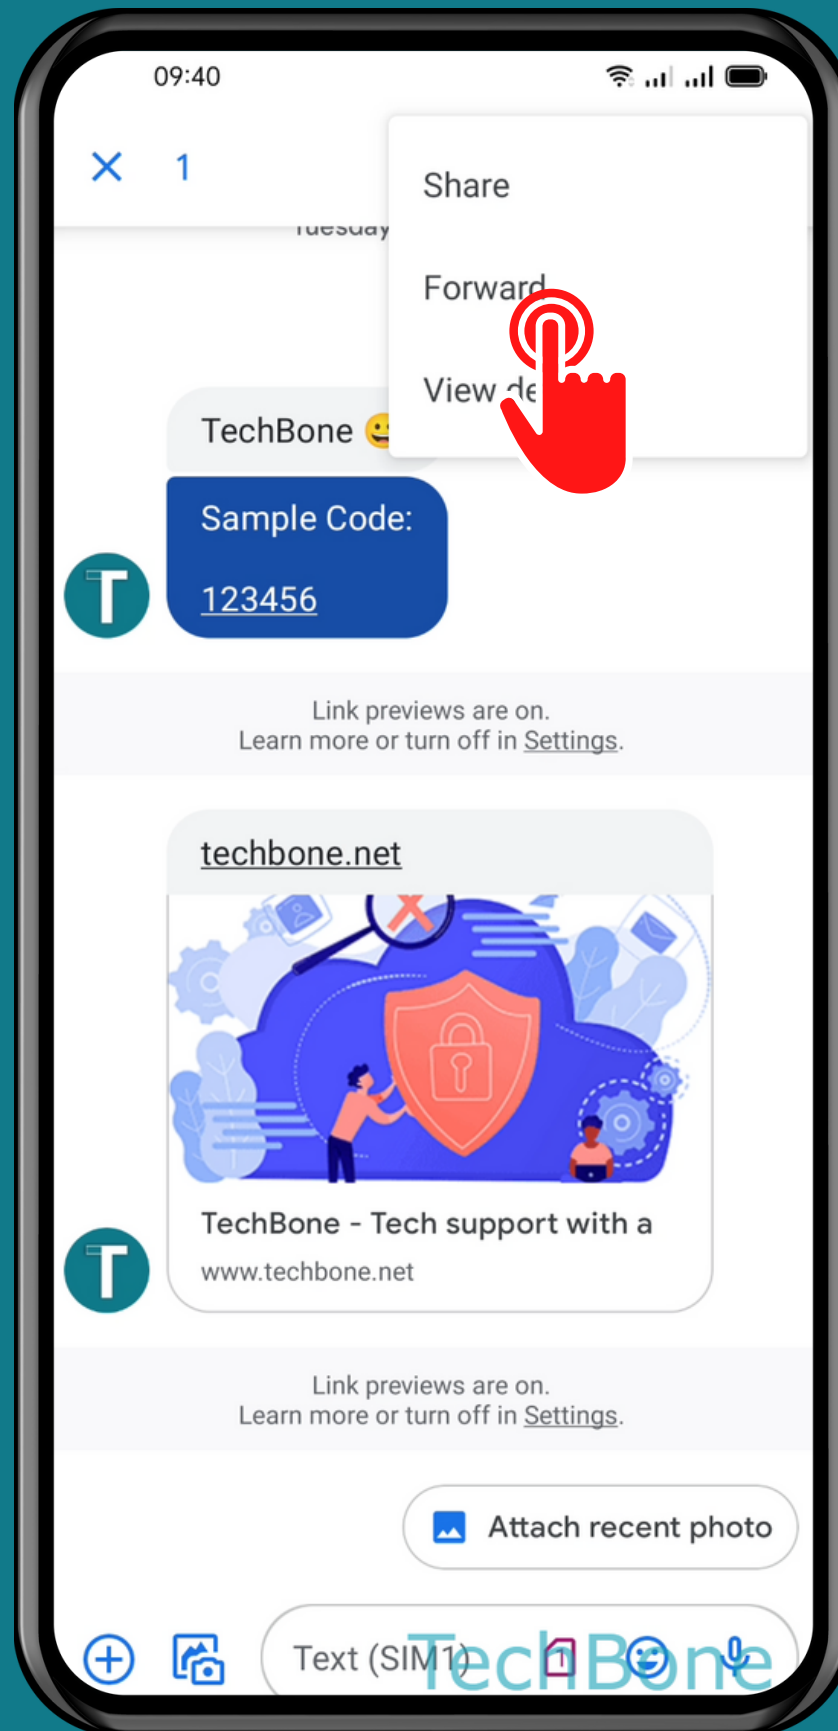 09:40
1
Share
Tuesday
Forward
View de
TechBone 😀
Sample Code:
123456
T
Link previews are on.
Learn more or turn off in Settings.
techbone.net
TechBone - Tech support with a
www.techbone.net
T
Link previews are on.
Learn more or turn off in Settings.
Attach recent photo
Text (SIM1)
1
TechBone